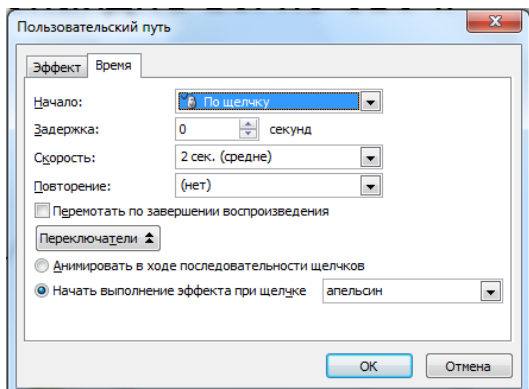 Пользовательский путь
Эффект Время
Начало: По щелчку
Задержка: 0 секунд
Скорость: 2 сек. (средне)
Повторение: (нет)
Перемотать по завершении воспроизведения
Переключатели
Анимировать в ходе последовательности щелчков
Начать выполнение эффекта при щелчке апельсин
ОК Отмена